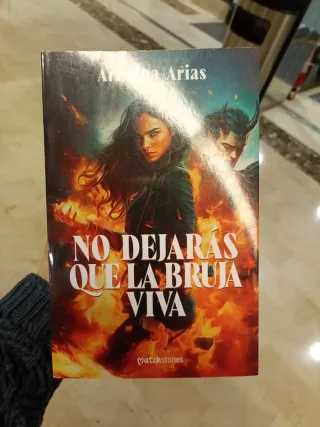 Arias
NO DEJARÁS
QUE LA BRUJA
VIVA
Matchstories